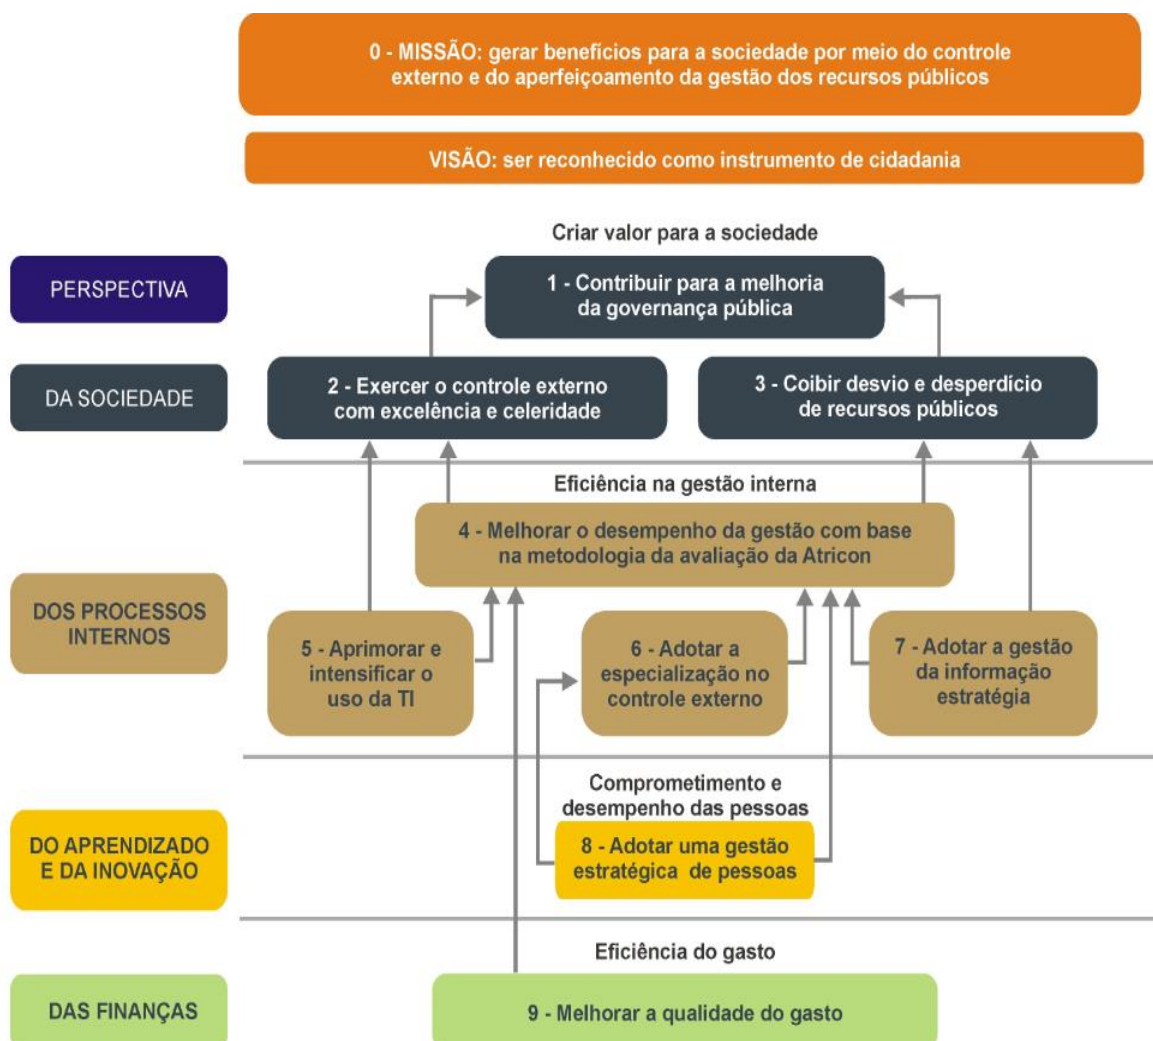 0 - MISSÃO: gerar benefícios para a sociedade por meio do controle
externo e do aperfeiçoamento da gestão dos recursos públicos
VISÃO: ser reconhecido como instrumento de cidadania
Criar valor para a sociedade
PERSPECTIVA
1 - Contribuir para a melhoria
da governança pública
DA SOCIEDADE
2 - Exercer o controle externo
com excelência e celeridade
3 - Coibir desvio e desperdício
de recursos públicos
Eficiência na gestão interna
4 - Melhorar o desempenho da gestão com base
na metodologia da avaliação da Atricon
DOS PROCESSOS
INTERNOS
5 - Aprimorar e
intensificar o
uso da TI
6 - Adotar a
especialização no
controle externo
7 - Adotar a gestão
da informação
estratégia
Comprometimento e
desempenho das pessoas
DO APRENDIZADO
E DA INOVAÇÃO
8 - Adotar uma gestão
estratégica de pessoas
Eficiência do gasto
DAS FINANÇAS
9 - Melhorar a qualidade do gasto